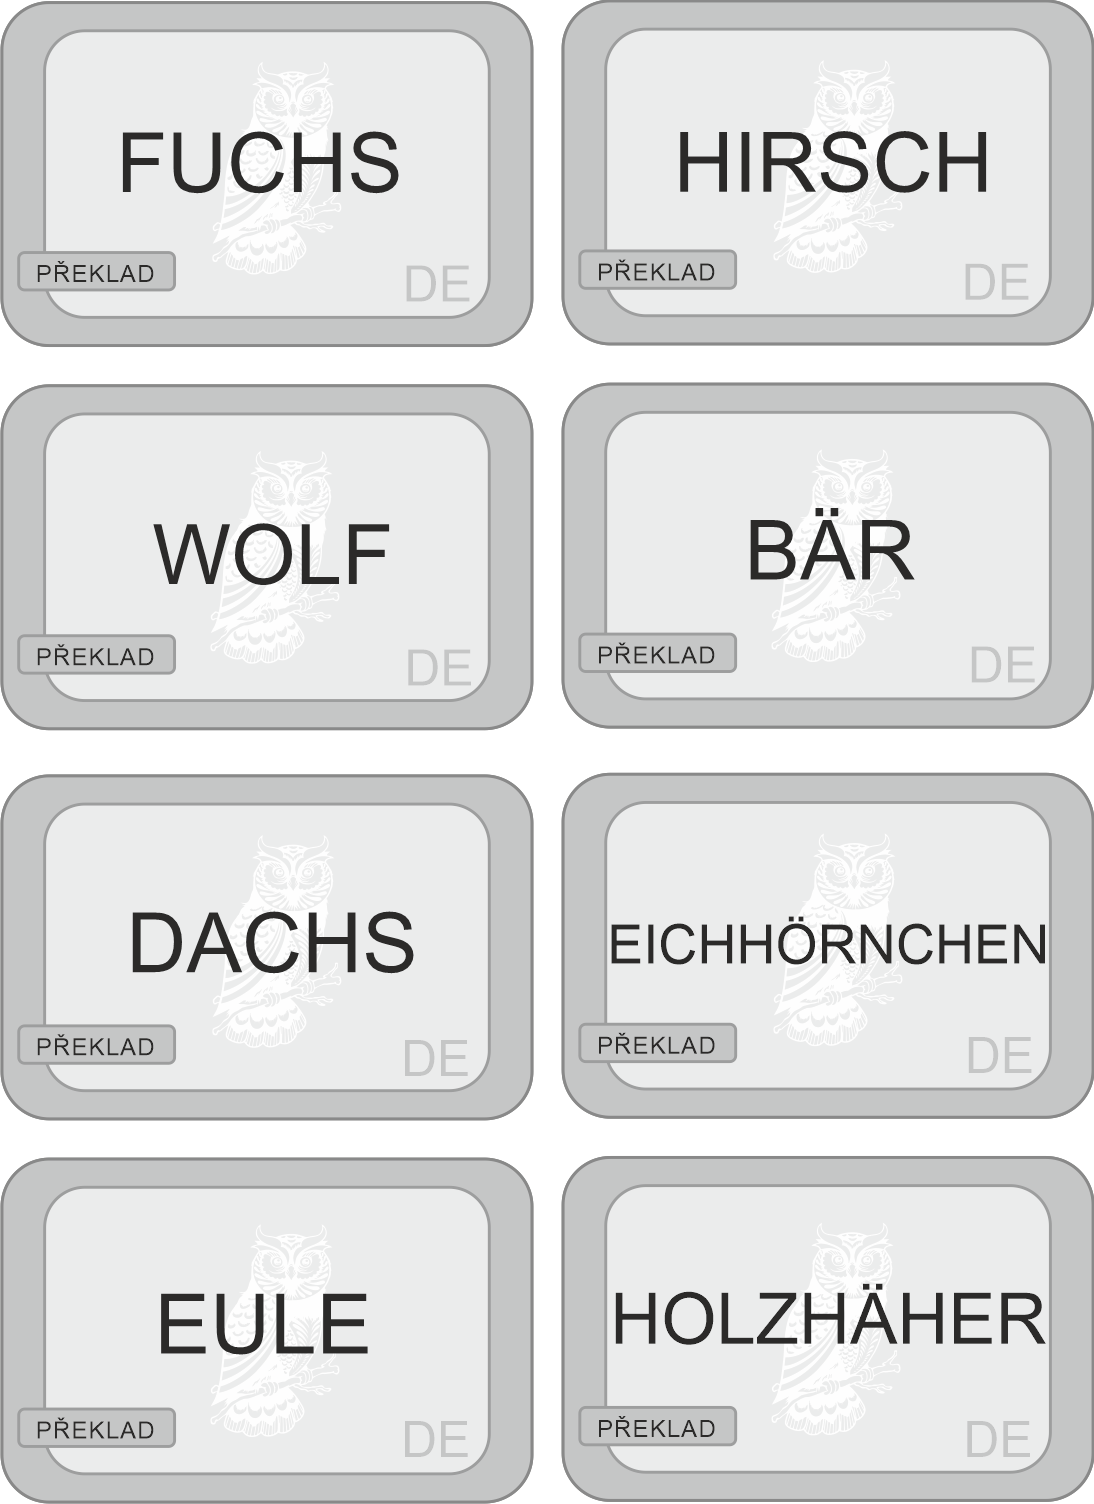 FUCHS
PŘEKLAD
DE
HIRSCH
PŘEKLAD
DE
WOLF
PŘEKLAD
DE
BÄR
PŘEKLAD
DE
DACHS
PŘEKLAD
DE
EICHHÖRNCHEN
PŘEKLAD
DE
EULE
PŘEKLAD
DE
HOLZHÄHER
PŘEKLAD
DE